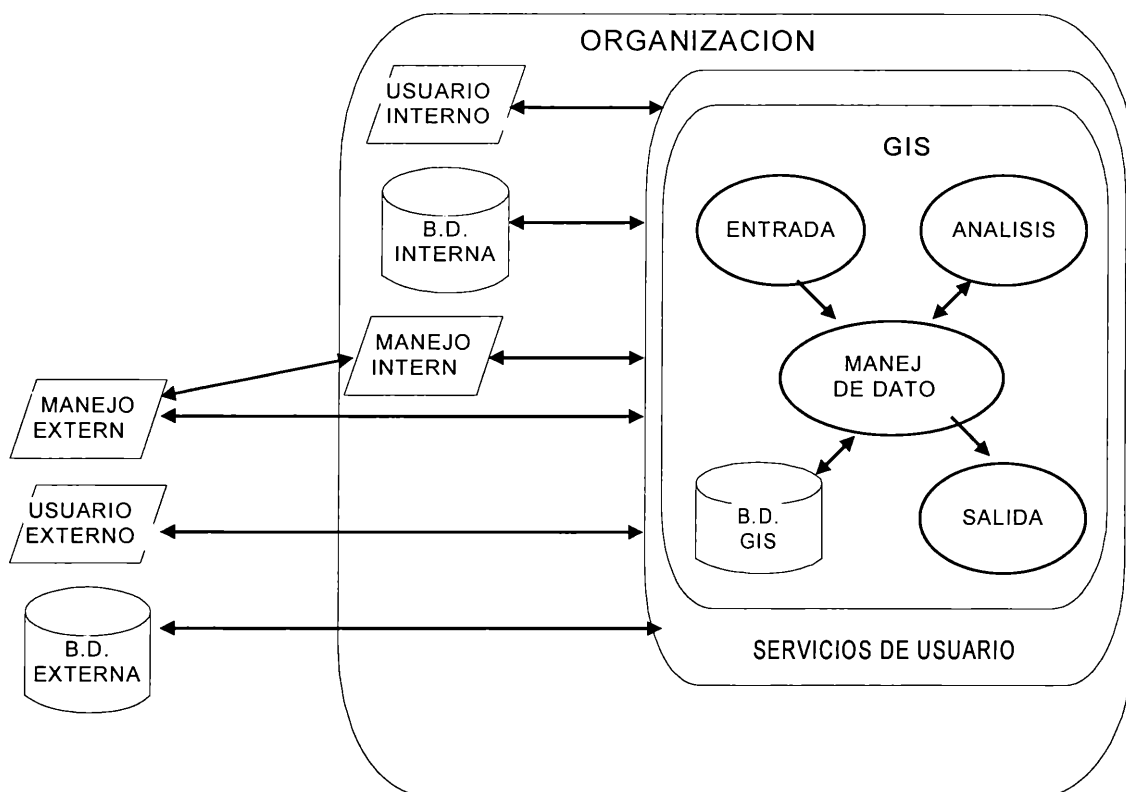 ORGANIZACION
USUARIO
INTERNO
B.D.
INTERNA
MANEJO
INTERN
MANEJO
EXTERN
USUARIO
EXTERNO
B.D.
EXTERNA
GIS
ENTRADA
ANALISIS
MANEJ
DE DATO
B.D.
GIS
SALIDA
SERVICIOS DE USUARIO